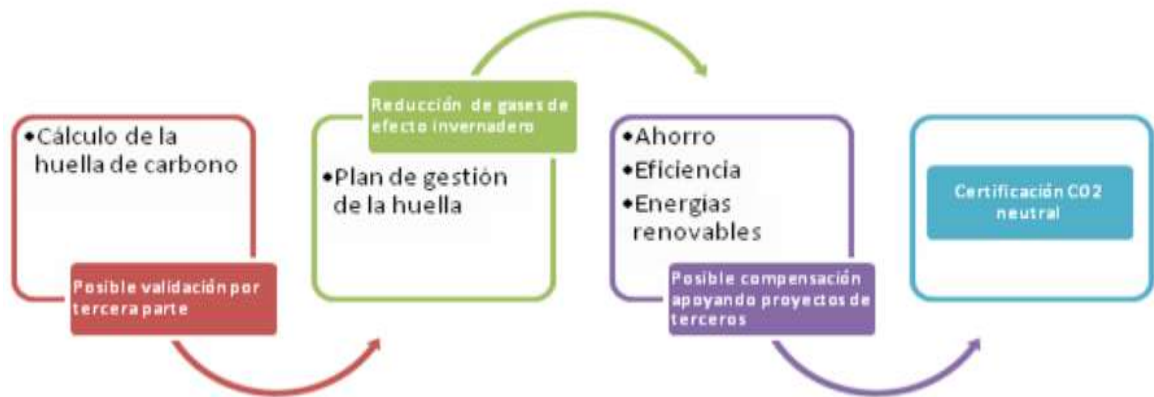 •Cálculo de la
huella de carbono
Posible validación por
tercera parte
Reducción de gases de
efecto invernadero
•Plan de gestión
de la huella
•Ahorro
•Eficiencia
•Energías
renovables
Posible compensación
apoyando proyectos de
terceros
Certificación CO2
neutral